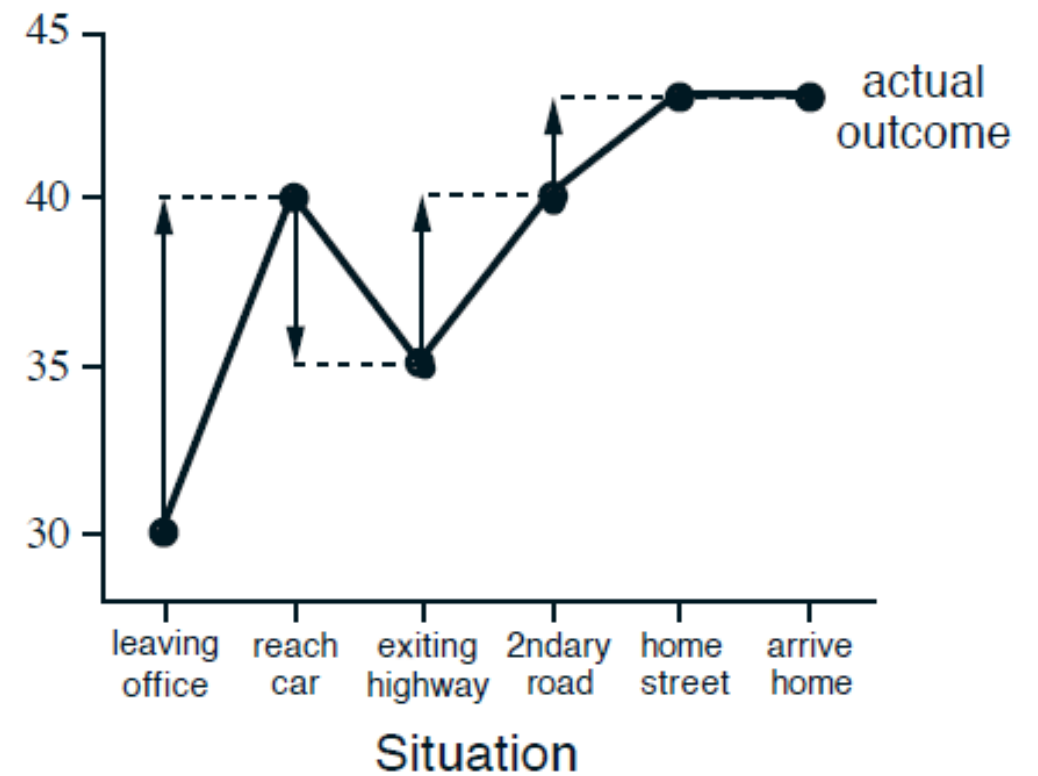 45
40
35
30
actual
outcome
leaving
office
reach
car
exiting
highway
2ndary
road
home
street
arrive
home
Situation